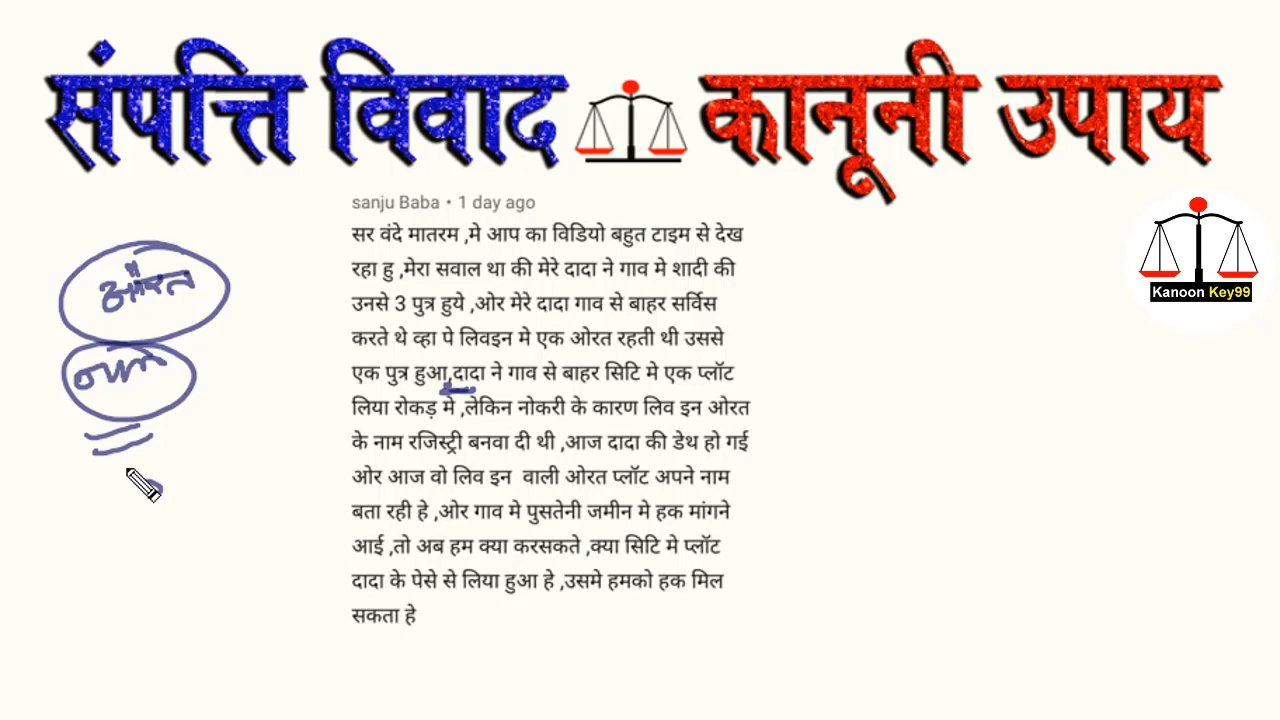 संपत्ति विवाद कानूनी उपाय
sanju Baba • 1 day ago
सर वंदे मातरम ,मे आप का विडियो बहुत टाइम से देख
रहा हु ,मेरा सवाल था की मेरे दादा ने गाव मे शादी की
उनसे 3 पुत्र हुये ,ओर मेरे दादा गाव से बाहर सर्विस
करते थे व्हा पे लिवइन मे एक ओरत रहती थी उससे
एक पुत्र हुआ,दादा ने गाव से बाहर सिटि मे एक प्लॉट
लिया रोकड़ मे ,लेकिन नोकरी के कारण लिव इन ओरत
के नाम रजिस्ट्री बनवा दी थी ,आज दादा की डेथ हो गई
ओर आज वो लिव इन वाली ओरत प्लॉट अपने नाम
बता रही हे ,ओर गाव मे पुसतेनी जमीन मे हक मांगने
आई ,तो अब हम क्या करसकते ,क्या सिटि मे प्लॉट
दादा के पेसे से लिया हुआ हे ,उसमे हमको हक मिल
सकता हे
Kanoon Key99
औरत